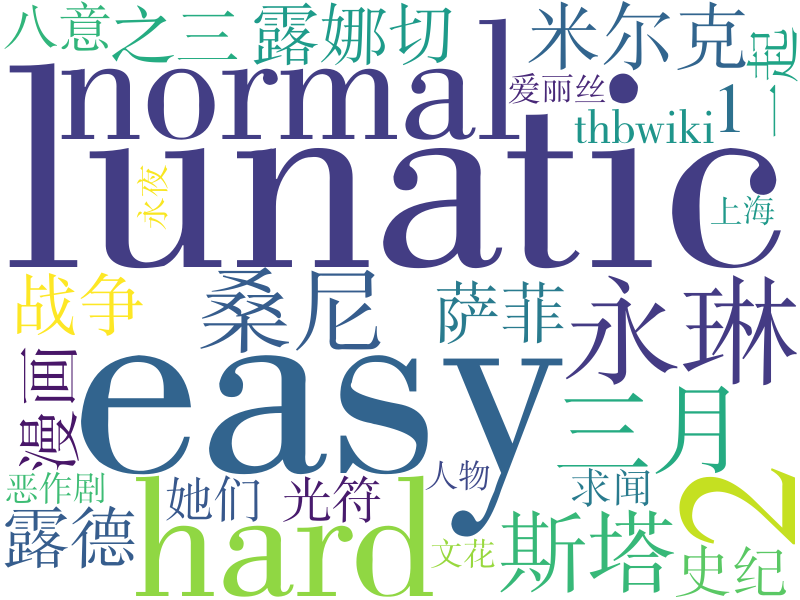 八意
之三
露娜切
米尔克
一起
normal
爱丽丝
thbwiki
1
lunatic
永夜
上海
战争
桑尼
萨菲
永琳
漫画
easy
三月
恶作剧
她们
光符
人物
求闻
2
露德
hard
文花
斯塔
史纪